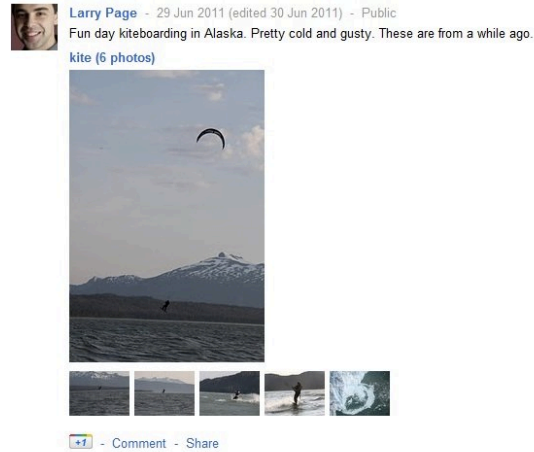 Larry Page - 29 Jun 2011 (edited 30 Jun 2011) - Public
Fun day kiteboarding in Alaska. Pretty cold and gusty. These are from a while ago.
kite (6 photos)
+1 - Comment - Share